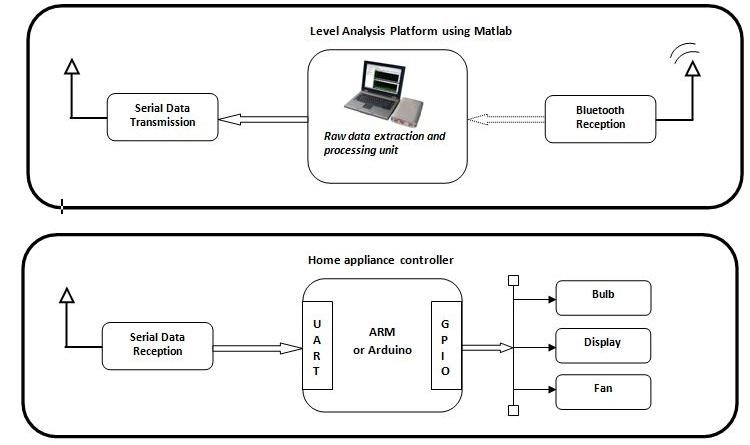 Level Analysis Platform using Matlab
Serial Data
Transmission
Raw data extraction and
processing unit
Bluetooth
Reception
Home appliance controller
Serial Data
Reception
U
A
R
T
ARM
or Arduino
G
P
I
O
Bulb
Display
Fan